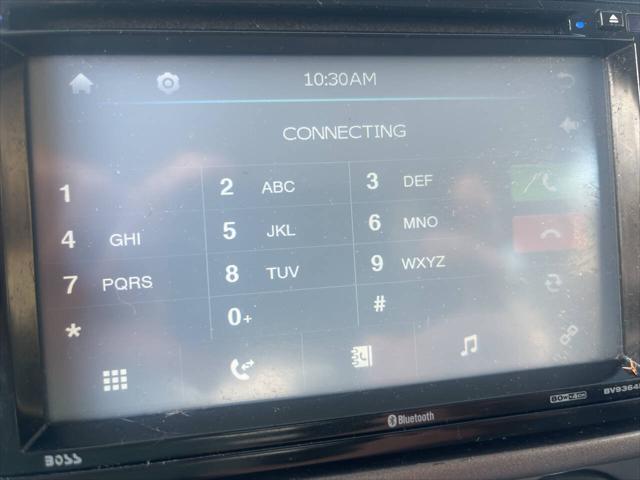 10:30AM
CONNECTING
1
2 ABC
3 DEF
4 GHI
5 JKL
6 MNO
7 PQRS
8 TUV
9 WXYZ
*
0+
#
Bluetooth
BOSS